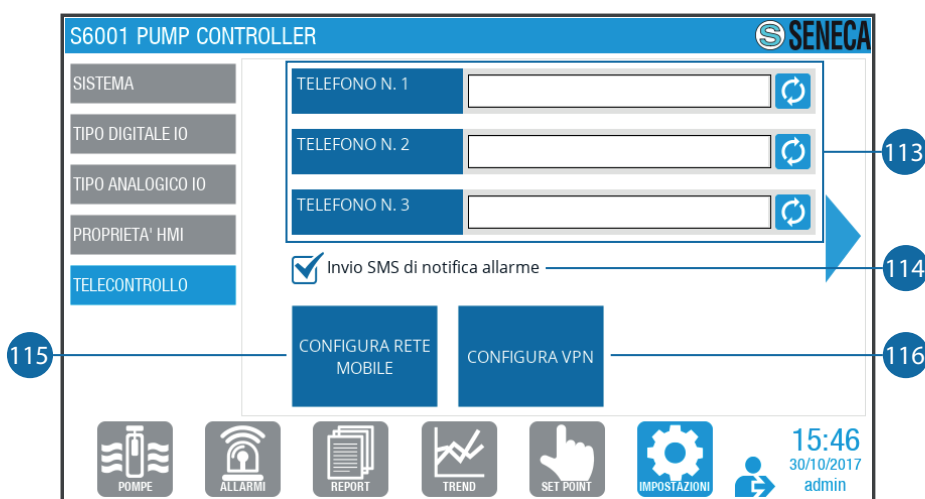 S6001 PUMP CONTROLLER
S SENECA
SISTEMA
TIPO DIGITALE IO
TIPO ANALOGICO IO
PROPRIETA' HMI
TELECONTROLLO
TELEFONO N. 1
TELEFONO N. 2
TELEFONO N. 3
113
Invio SMS di notifica allarme
114
115
CONFIGURA RETE
MOBILE
CONFIGURA VPN
116
POMPE
ALLARMI
REPORT
TREND
SET POINT
IMPOSTAZIONI
15:46
30/10/2017
admin